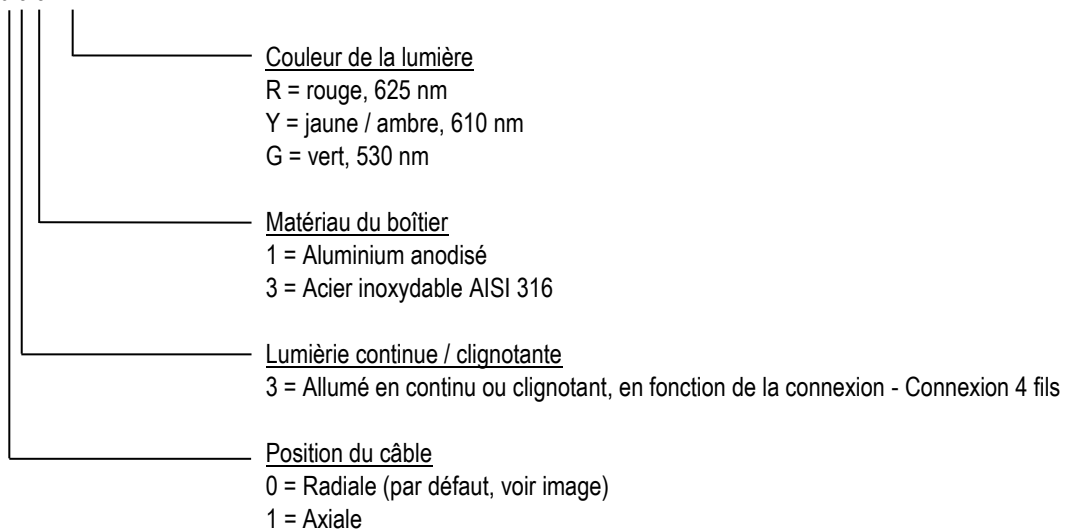 Couleur de la lumière
R = rouge, 625 nm
Y = jaune / ambre, 610 nm
G = vert, 530 nm
Matériau du boîtier
1 = Aluminium anodisé
3 = Acier inoxydable AISI 316
Lumièrie continue / clignotante
3 = Allumé en continu ou clignotant, en fonction de la connexion - Connexion 4 fils
Position du câble
0 = Radiale (par défaut, voir image)
1 = Axiale